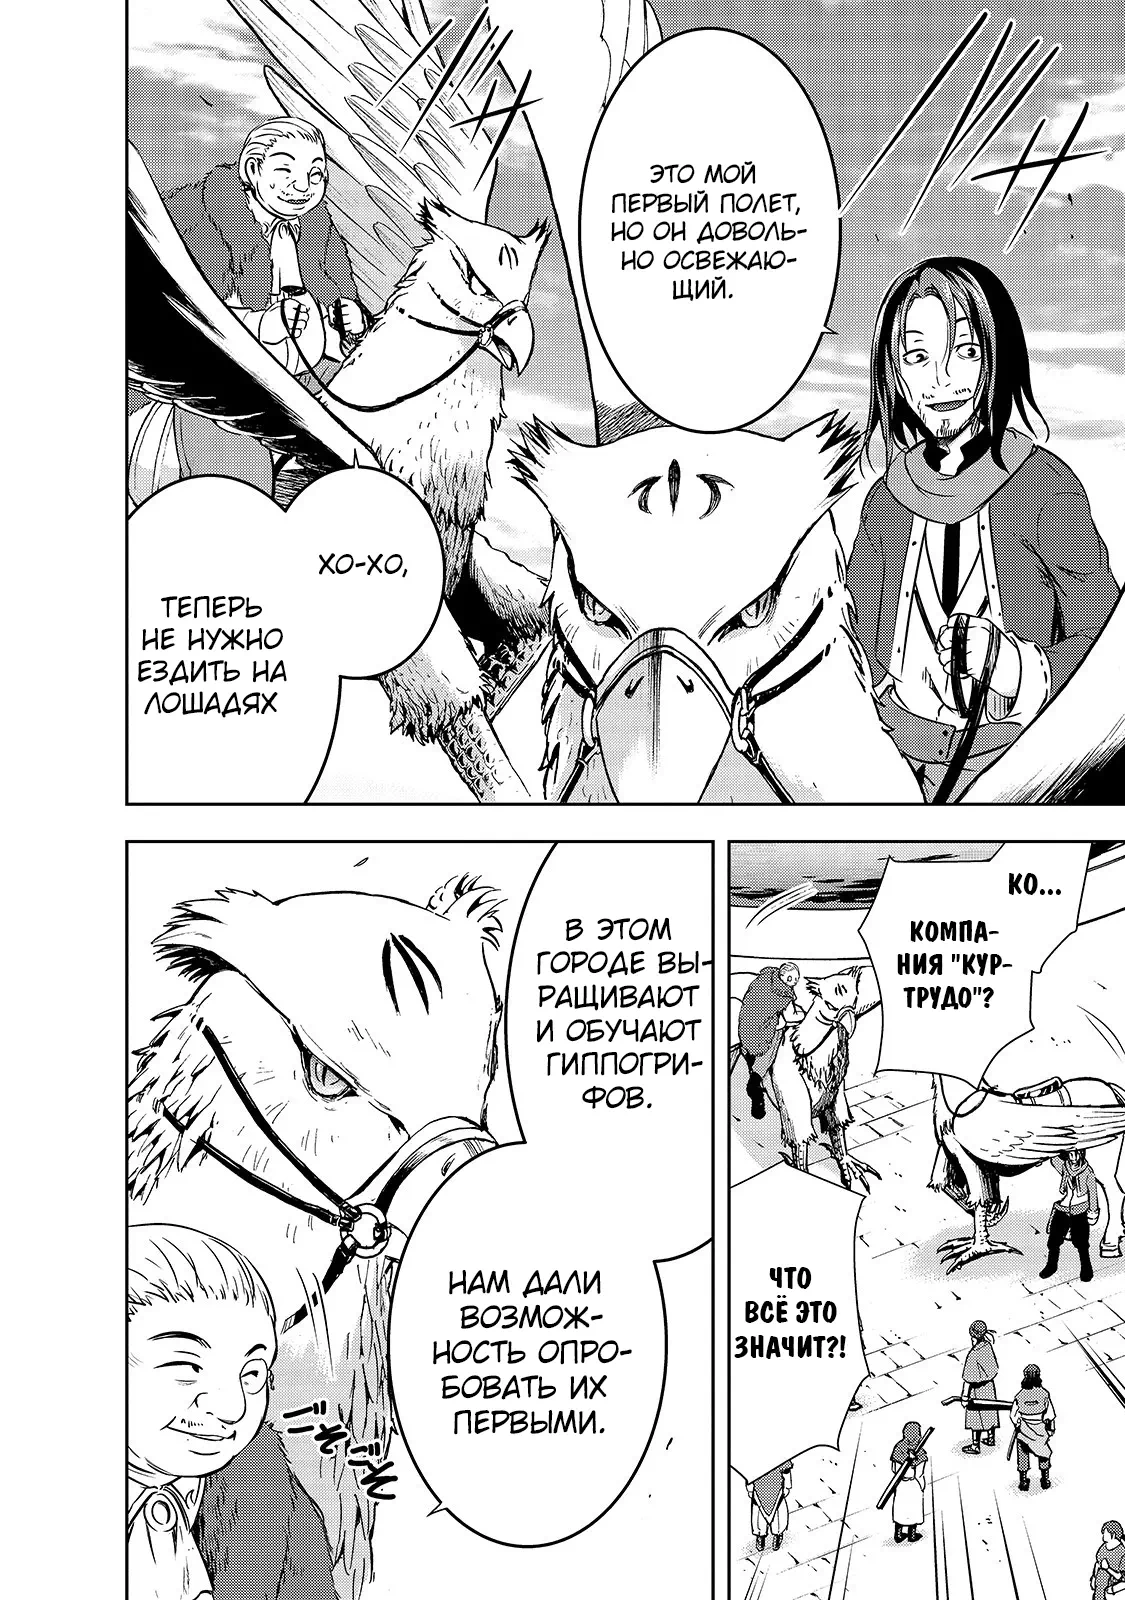 ЭТО МОЙ
ПЕРВЫЙ ПОЛЕТ,
НО ОН ДОВОЛЬ-
НО ОСВЕЖАЮ-
ЩИЙ.
ХО-ХО,
ТЕПЕРЬ
НЕ НУЖНО
ЕЗДИТЬ НА
ЛОШАДЯХ
КО...
КОМПА-
НИЯ "КУР-
ТРУДО"?
ЧТО
ВСЁ ЭТО
ЗНАЧИТ?!
В ЭТОМ
ГОРОДЕ ВЫ-
РАЩИВАЮТ
И ОБУЧАЮТ
ГИППОГРИ-
ФОВ.
НАМ ДАЛИ
ВОЗМОЖ-
НОСТЬ ОПРО-
БОВАТЬ ИХ
ПЕРВЫМИ.